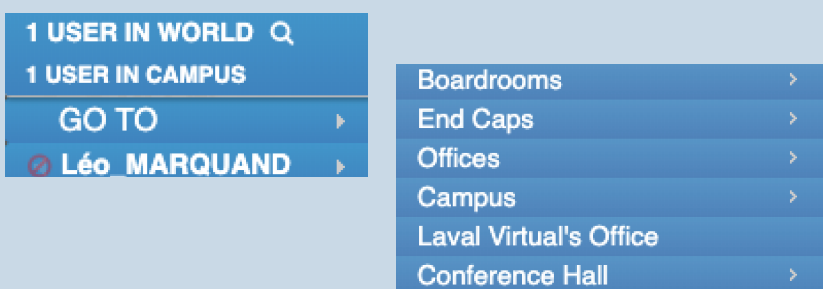 1 USER IN WORLD
1 USER IN CAMPUS
GO TO
Léo_MARQUAND
Boardrooms
End Caps
Offices
Campus
Laval Virtual's Office
Conference Hall